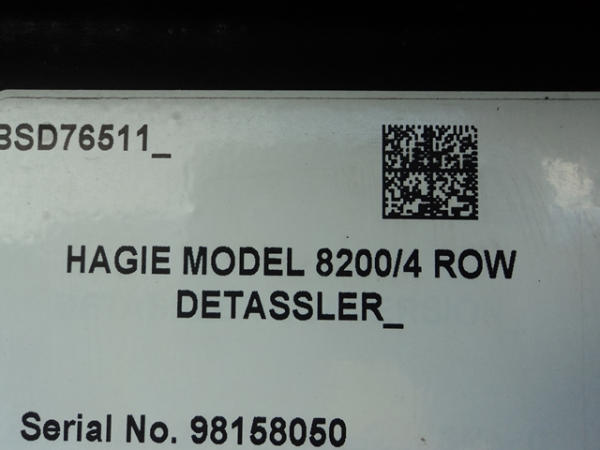 BSD76511_
HAGIE MODEL 8200/4 ROW
DETASSLER_
Serial No. 98158050